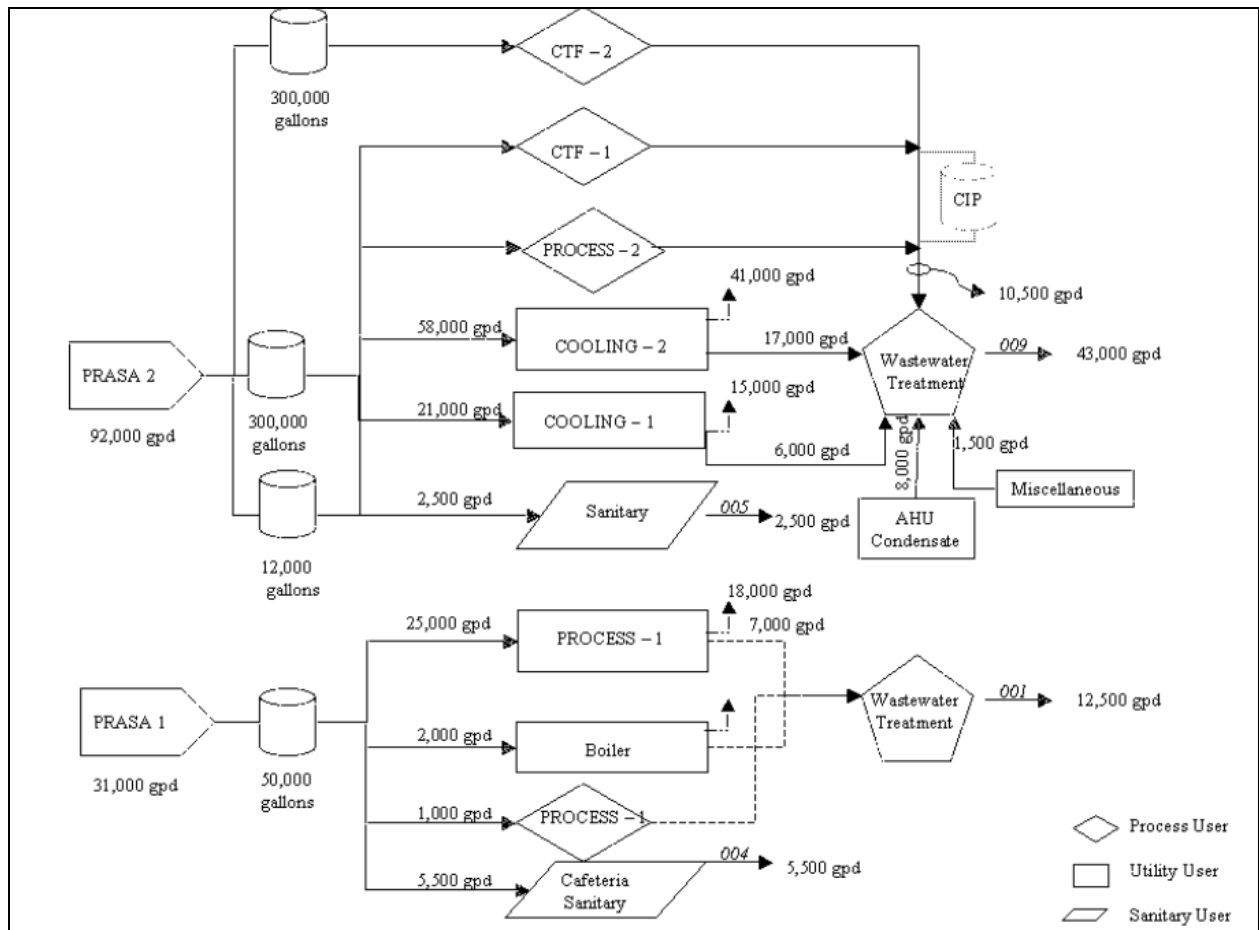 300,000
gallons
CTF – 2
CTF – 1
CIP
PROCESS – 2
10,500 gpd
PRASA 2
92,000 gpd
300,000
gallons
58,000 gpd
COOLING – 2
41,000 gpd
17,000 gpd
Wastewater
Treatment
009
43,000 gpd
21,000 gpd
COOLING – 1
15,000 gpd
6,000 gpd
8,000 gpd
1,500 gpd
AHU
Condensate
Miscellaneous
12,000
gallons
2,500 gpd
Sanitary
005
2,500 gpd
PRASA 1
31,000 gpd
50,000
gallons
25,000 gpd
PROCESS – 1
18,000 gpd
7,000 gpd
2,000 gpd
Boiler
Wastewater
Treatment
001
12,500 gpd
1,000 gpd
PROCESS – 1
5,500 gpd
Cafeteria
Sanitary
004
5,500 gpd
Process User
Utility User
Sanitary User